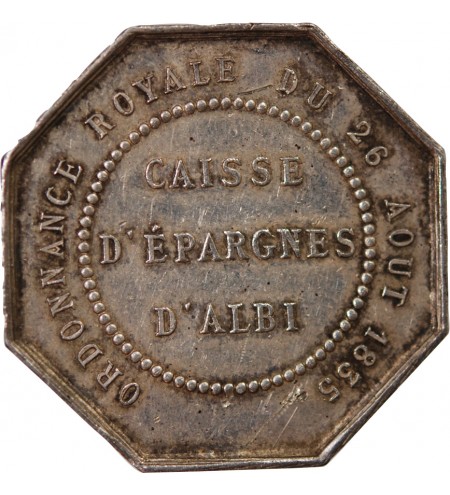 ORDONNANCE ROYALE DU 26 AOUT 1835
CAISSE
D'ÉPARGNES
D'ALBI